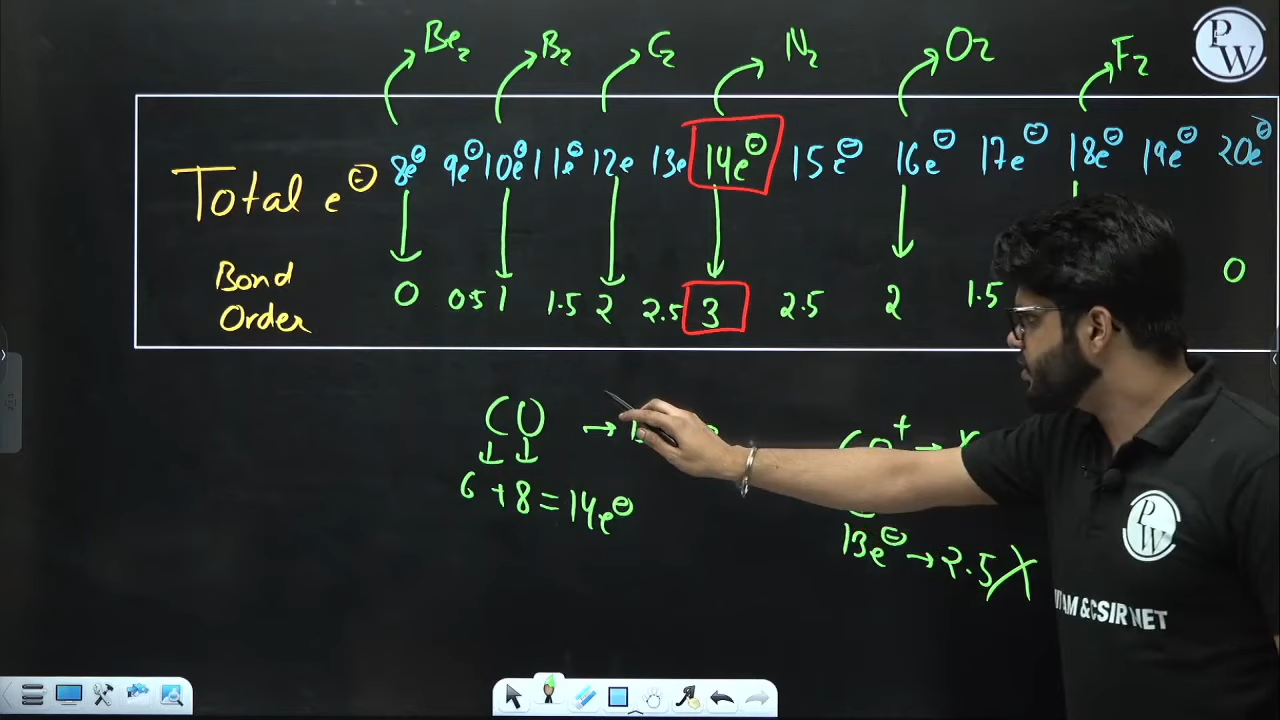 Be₂ B₂ C₂ N₂ O₂ F₂
PW
Total e⊖ 8e⊖ 9e⊖ 10e⊖ 11e⊖ 12e 13e 14e⊖ 15e⊖ 16e⊖ 17e⊖ 18e⊖ 19e⊖ 20e⊖
Bond
Order
0 0.5 1 1.5 2 2.5 3 2.5 2 1.5 0
CO →
6 + 8 = 14e⊖
CO⁺ →
13e⊖ → 2.5
PW
& CSIR NET